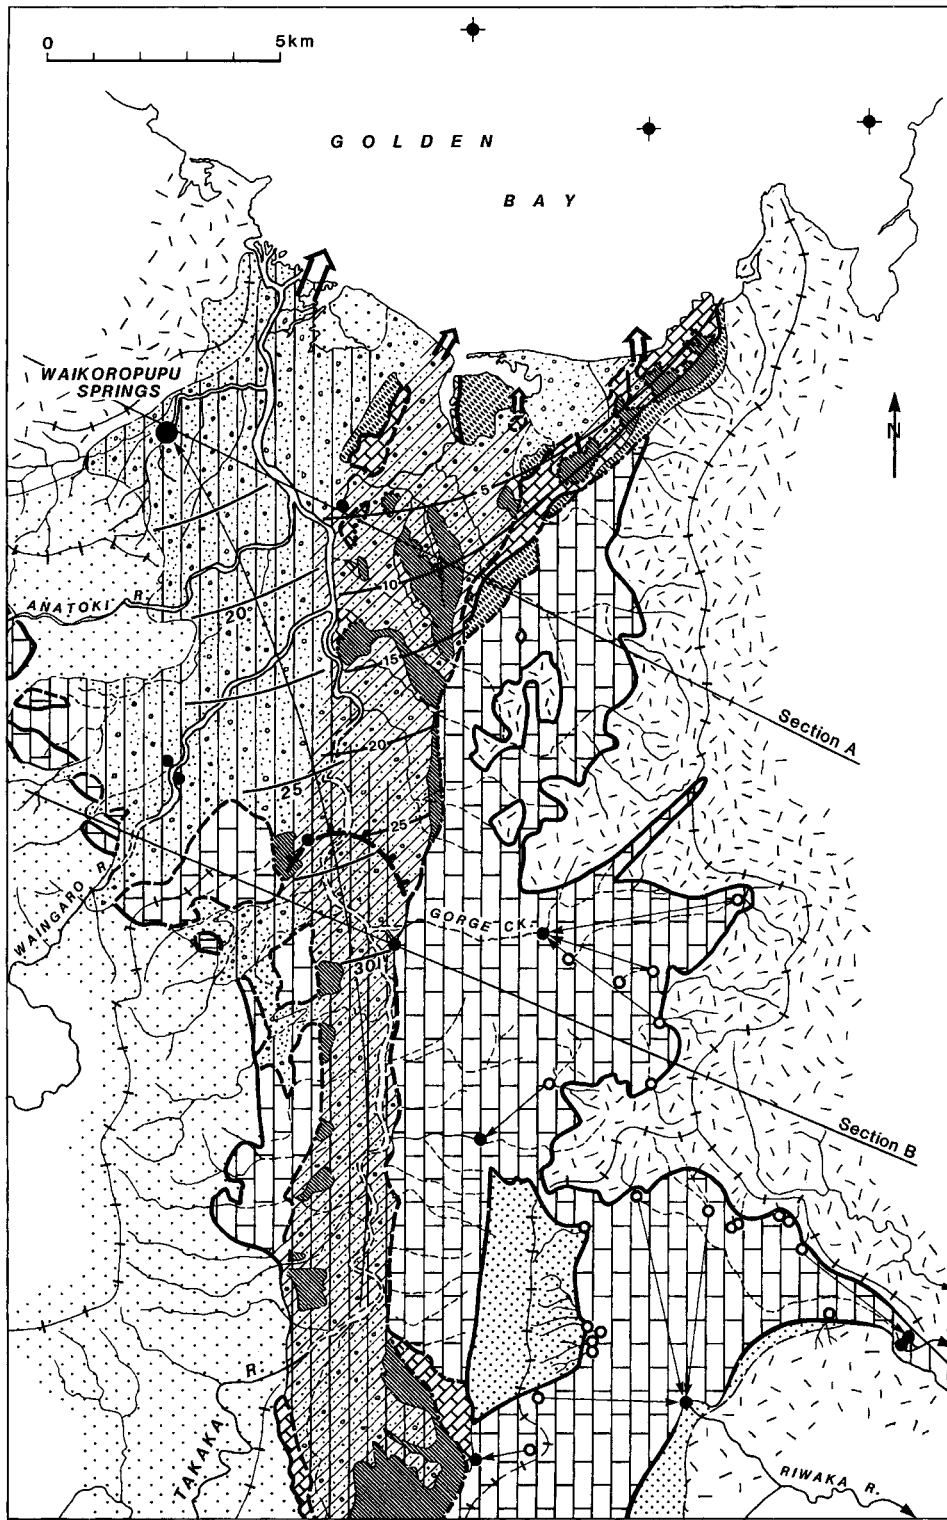 0 5km
GOLDEN
BAY
WAIKOROPUPU
SPRINGS
N
5
ANATOKI R.
20
10
15
Section A
20
25
25
WAINGARO R.
GORGE CK.
30
Section B
TAKAKA R.
RIWAKA R.